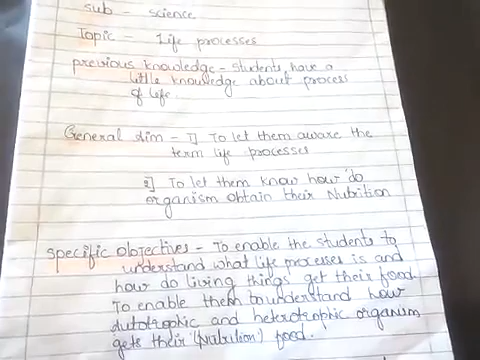 Sub - science
Topic = Life processes
previous knowledge - students have a
little knowledge about process
of life.
General Aim - 1] To let them aware the
term life processes
2] To let them know how do
organism obtain their Nutrition
specific objectives - To enable the students to
understand what life processes is and
how do living things get their food.
To enable them to understand how
Autotrophic and heterotrophic organism
gets their (Nutrition) food.